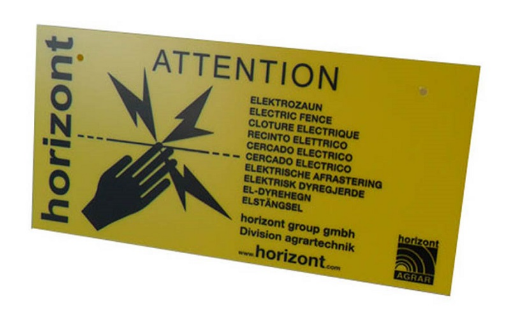 horizont
ATTENTION
ELEKTROZAUN
ELECTRIC FENCE
CLOTURE ELECTRIQUE
RECINTO ELETTRICO
CERCADO ELECTRICO
CERCADO ELECTRICO
ELEKTRISCHE AFRASTERING
ELEKTRISK DYREGJERDE
EL-DYREHEGN
ELSTÄNGSEL
horizont group gmbh
Division agrartechnik
www.horizont.com
horizont
AGRAR